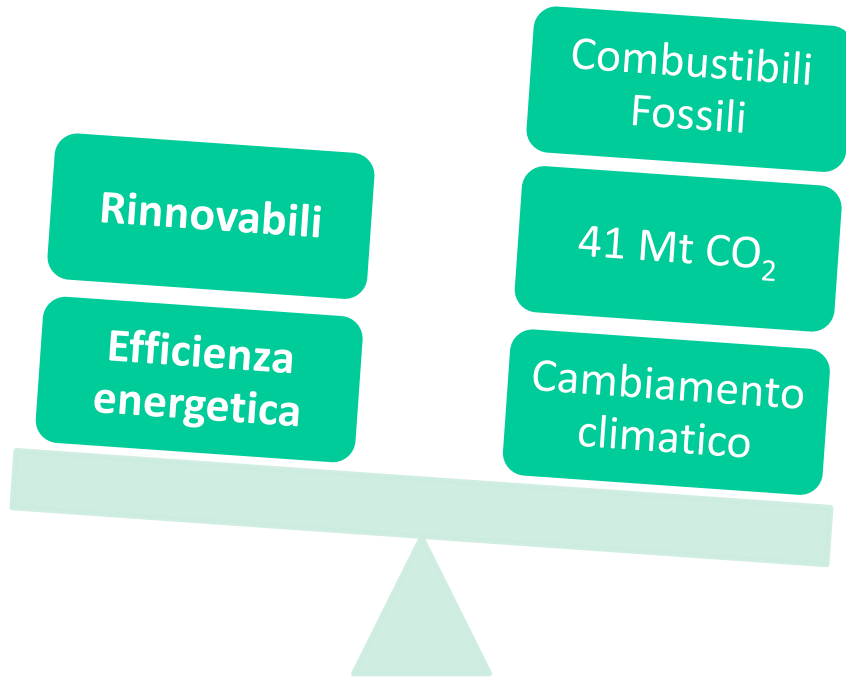 Rinnovabili
Efficienza
energetica
Combustibili
Fossili
41 Mt CO₂
Cambiamento
climatico